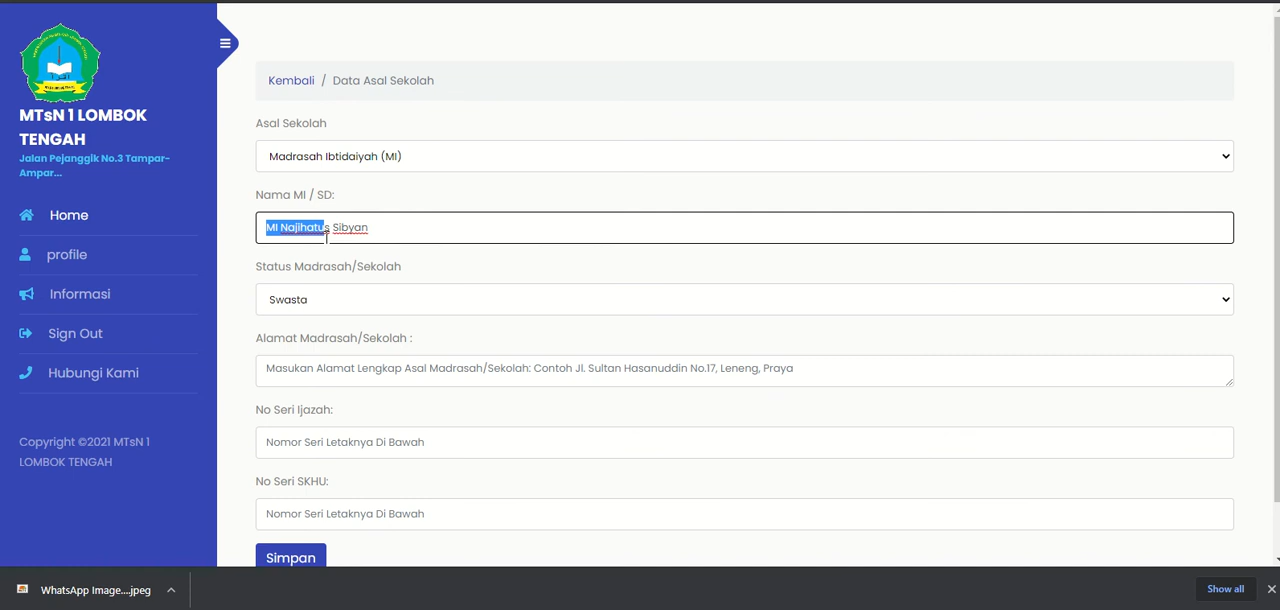 MTsN 1 LOMBOK
TENGAH
Jalan Pejanggik No.3 Tampar-
Ampar...
Home
profile
Informasi
Sign Out
Hubungi Kami
Copyright ©2021 MTsN 1
LOMBOK TENGAH
Kembali / Data Asal Sekolah
Asal Sekolah
Madrasah Ibtidaiyah (MI)
Nama MI / SD:
MI Najihatus Sibyan
Status Madrasah/Sekolah
Swasta
Alamat Madrasah/Sekolah :
Masukan Alamat Lengkap Asal Madrasah/Sekolah: Contoh Jl. Sultan Hasanuddin No.17, Leneng, Praya
No Seri Ijazah:
Nomor Seri Letaknya Di Bawah
No Seri SKHU:
Nomor Seri Letaknya Di Bawah
Simpan
WhatsApp Image....jpeg
Show all